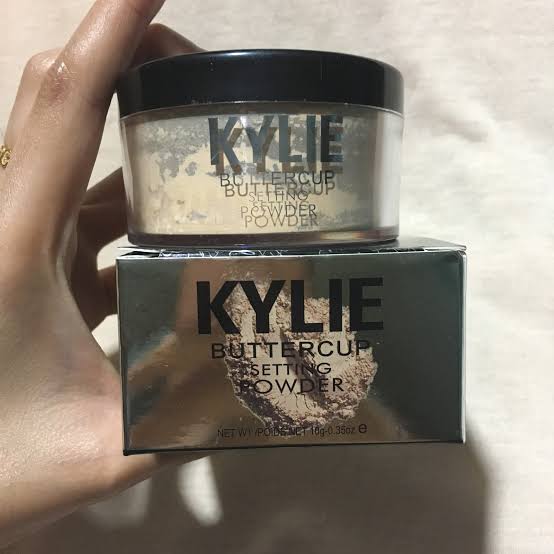 KYLIE
BUTTERCUP
SETTING
POWDER
KYLIE
BUTTERCUP
SETTING
POWDER
NET WT /POIDS NET 10g-0.35oz. e